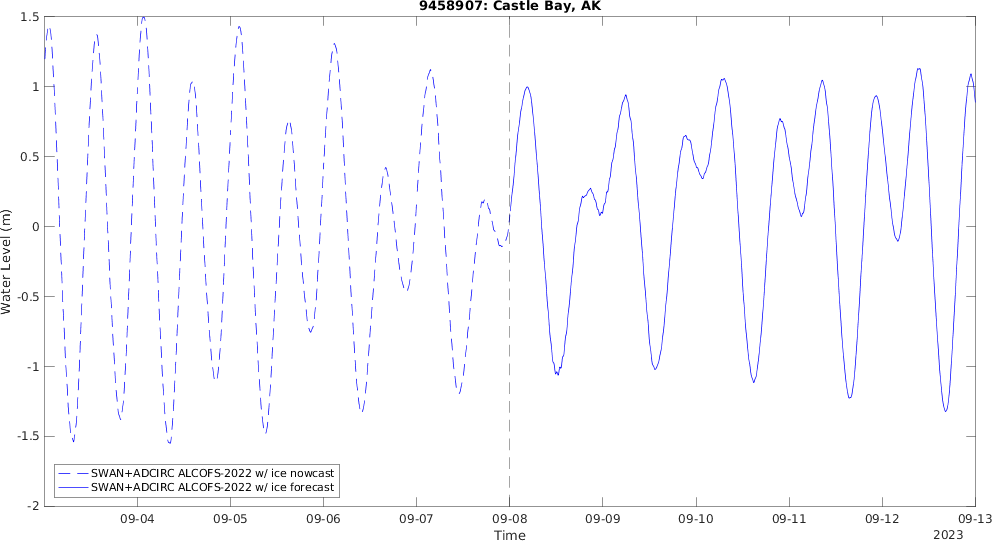 9458907: Castle Bay, AK
1.5
1
0.5
0
-0.5
-1
-1.5
-2
Water Level (m)
SWAN+ADCIRC ALCOFS-2022 w/ ice nowcast
SWAN+ADCIRC ALCOFS-2022 w/ ice forecast
09-04 09-05 09-06 09-07 09-08 09-09 09-10 09-11 09-12 09-13
Time
2023